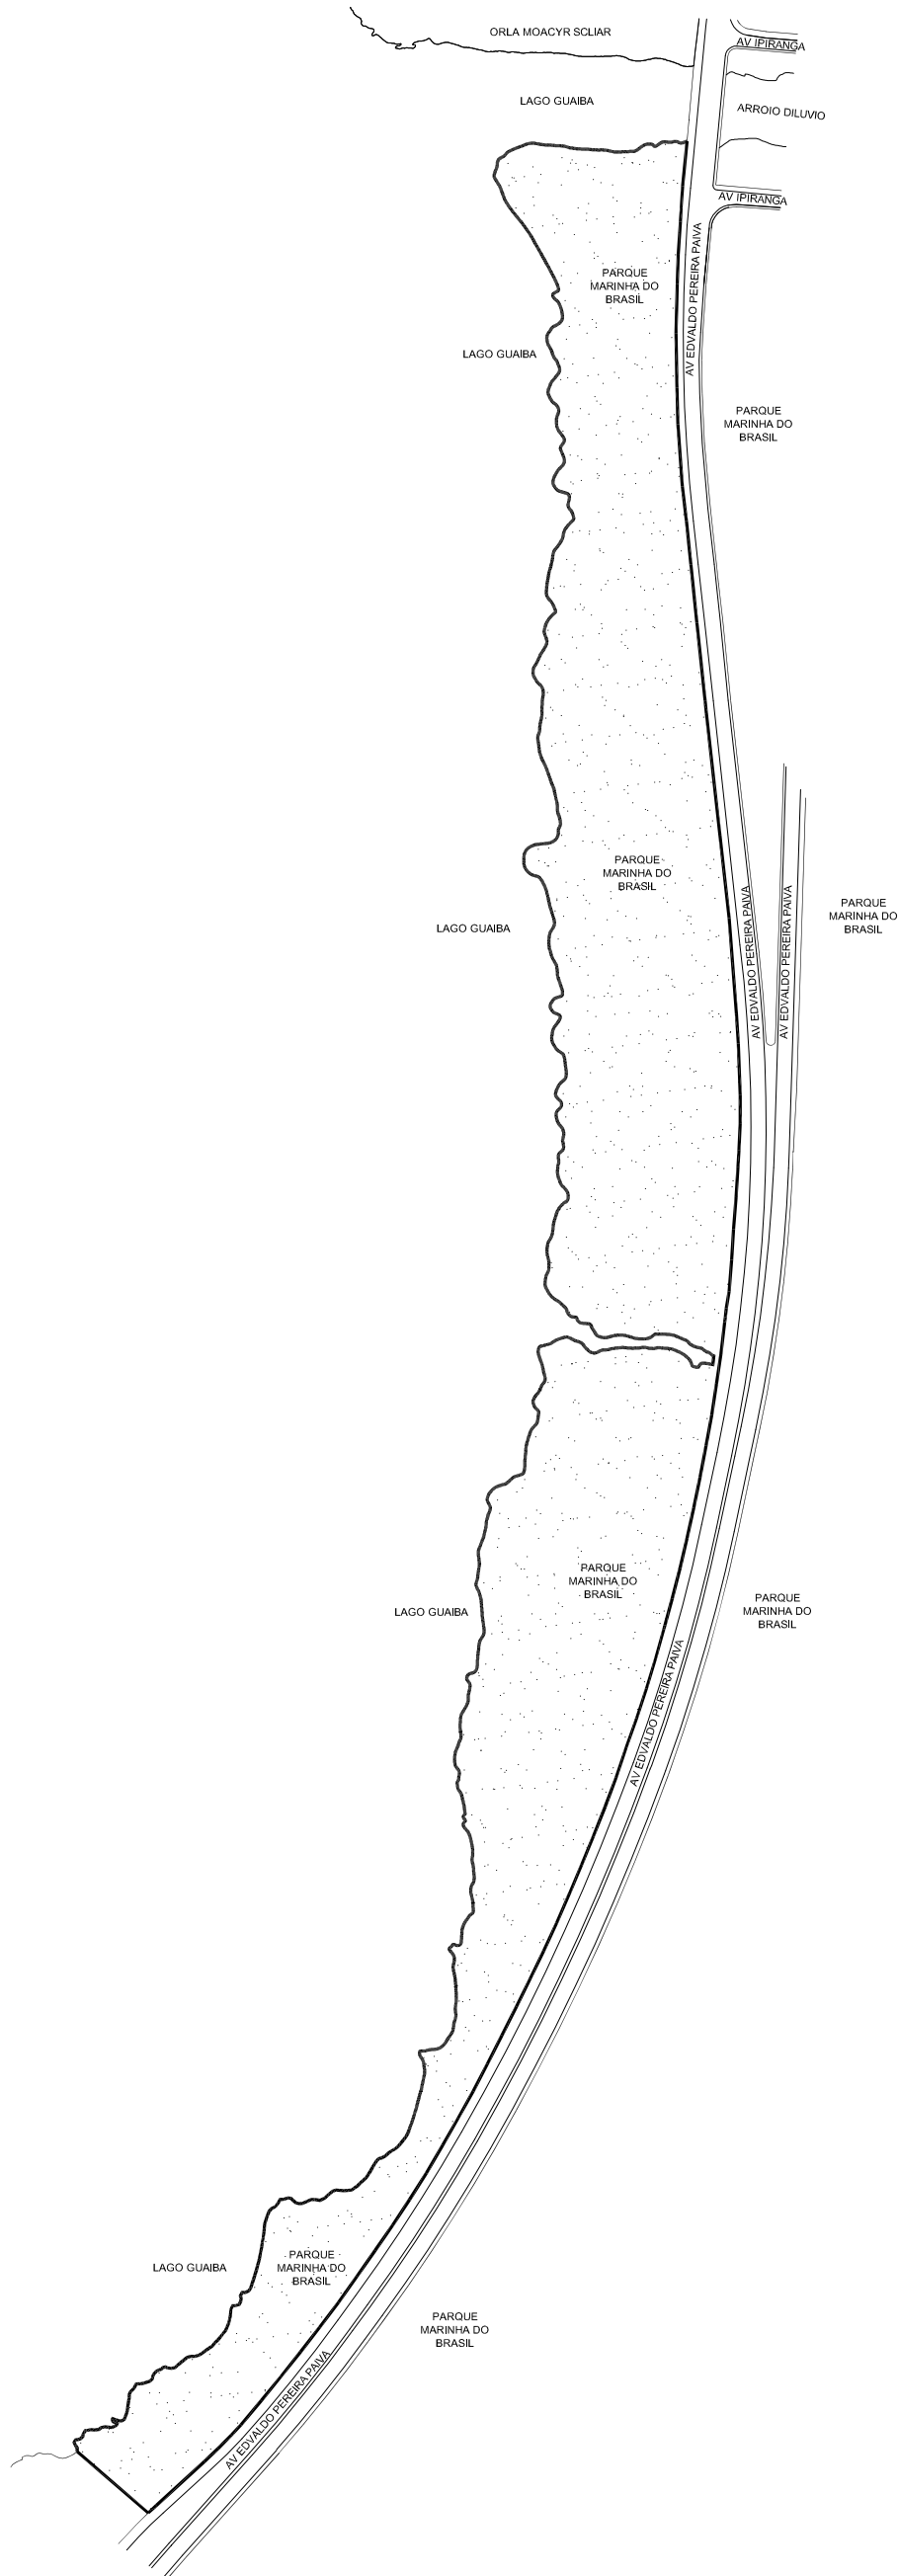 ORLA MOACYR SCLIAR
AV IPIRANGA
LAGO GUAIBA
ARROIO DILUVIO
AV IPIRANGA
AV EDVALDO PEREIRA PAIVA
PARQUE
MARINHA DO
BRASIL
LAGO GUAIBA
PARQUE
MARINHA DO
BRASIL
PARQUE
MARINHA DO
BRASIL
AV EDVALDO PEREIRA PAIVA
AV EDVALDO PEREIRA PAIVA
PARQUE
MARINHA DO
BRASIL
LAGO GUAIBA
PARQUE
MARINHA DO
BRASIL
LAGO GUAIBA
PARQUE
MARINHA DO
BRASIL
AV EDVALDO PEREIRA PAIVA
PARQUE
MARINHA DO
BRASIL
LAGO GUAIBA
PARQUE
MARINHA DO
BRASIL
AV EDVALDO PEREIRA PAIVA